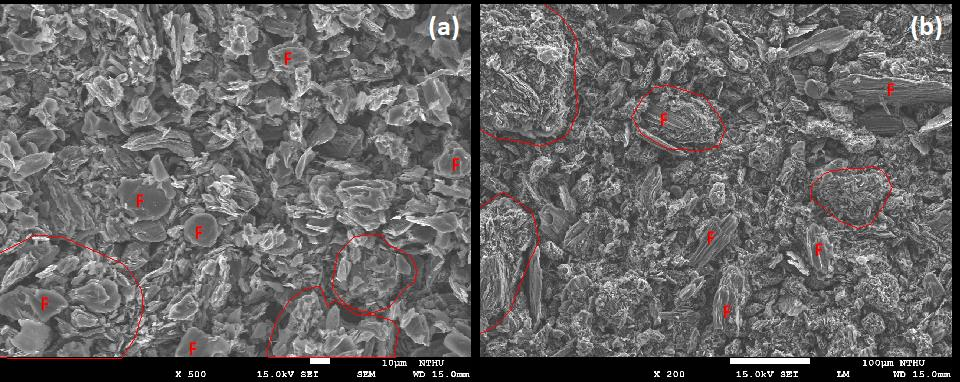 (a)
F
F
F
F
F
F
10µm NTHU
X 500 15.0kV SEI SEM WD 15.0mm
(b)
F
F
F
F
F
100µm NTHU
X 200 15.0kV SEI LM WD 15.0mm